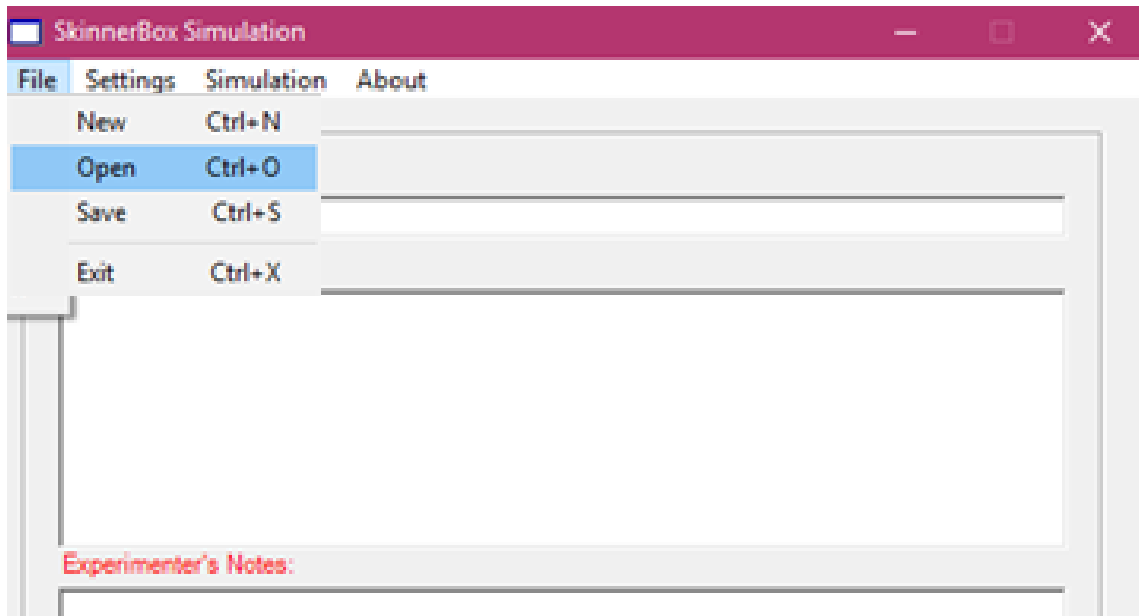 SkinnerBox Simulation
File Settings Simulation About
New Ctrl+N
Open Ctrl+O
Save Ctrl+S
Exit Ctrl+X
Experimenter's Notes: